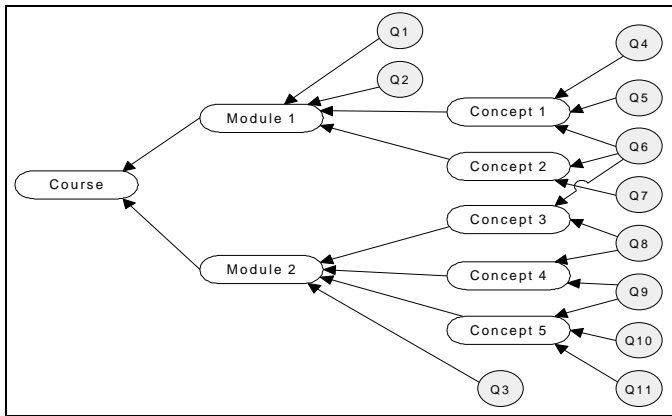 Q1
Q4
Q2
Q5
Module 1
Concept 1
Q6
Concept 2
Course
Q7
Concept 3
Q8
Module 2
Concept 4
Q9
Concept 5
Q10
Q3
Q11